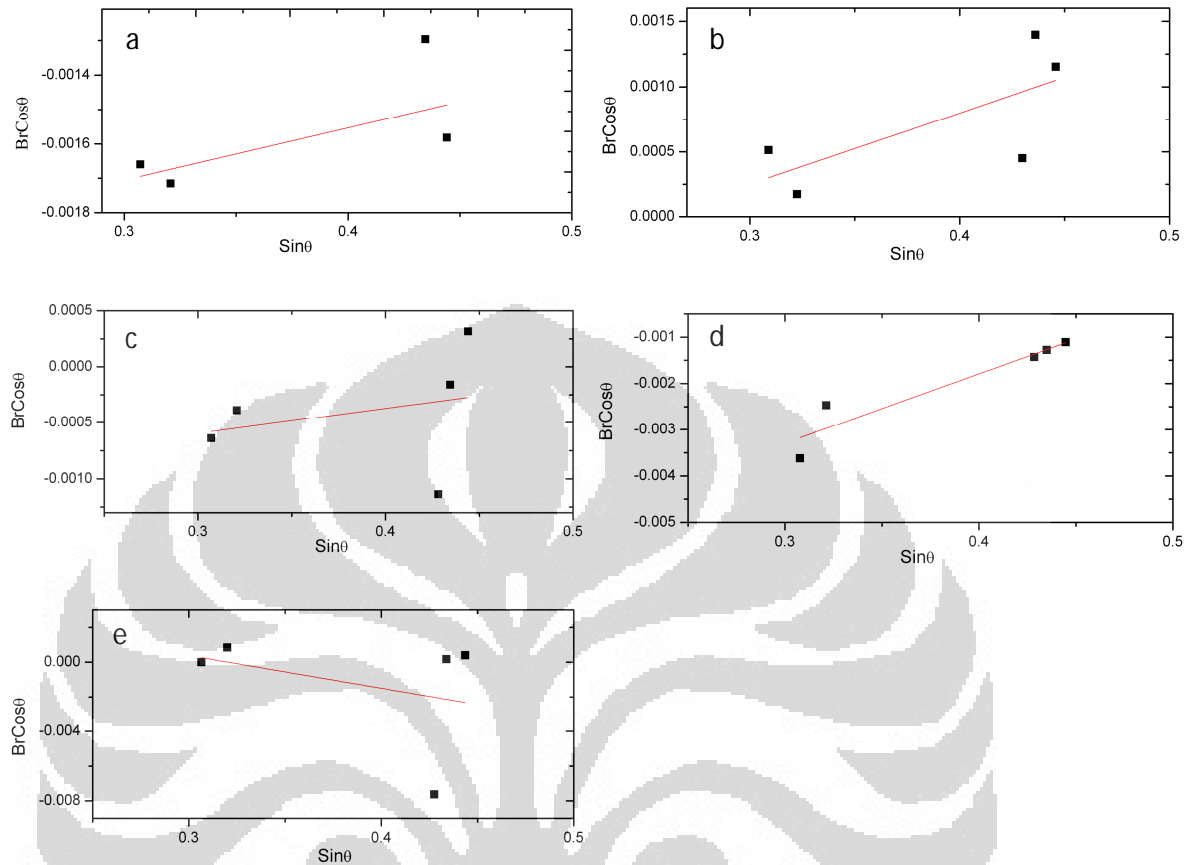 a
-0.0014
-0.0016
-0.0018
BrCosθ
0.3 0.4 0.5
Sinθ
b
0.0015
0.0010
0.0005
0.0000
BrCosθ
0.3 0.4 0.5
Sinθ
c
0.0005
0.0000
-0.0005
-0.0010
BrCosθ
0.3 0.4 0.5
Sinθ
d
-0.001
-0.002
-0.003
-0.004
-0.005
BrCosθ
0.3 0.4 0.5
Sinθ
e
0.000
-0.004
-0.008
BrCosθ
0.3 0.4 0.5
Sinθ